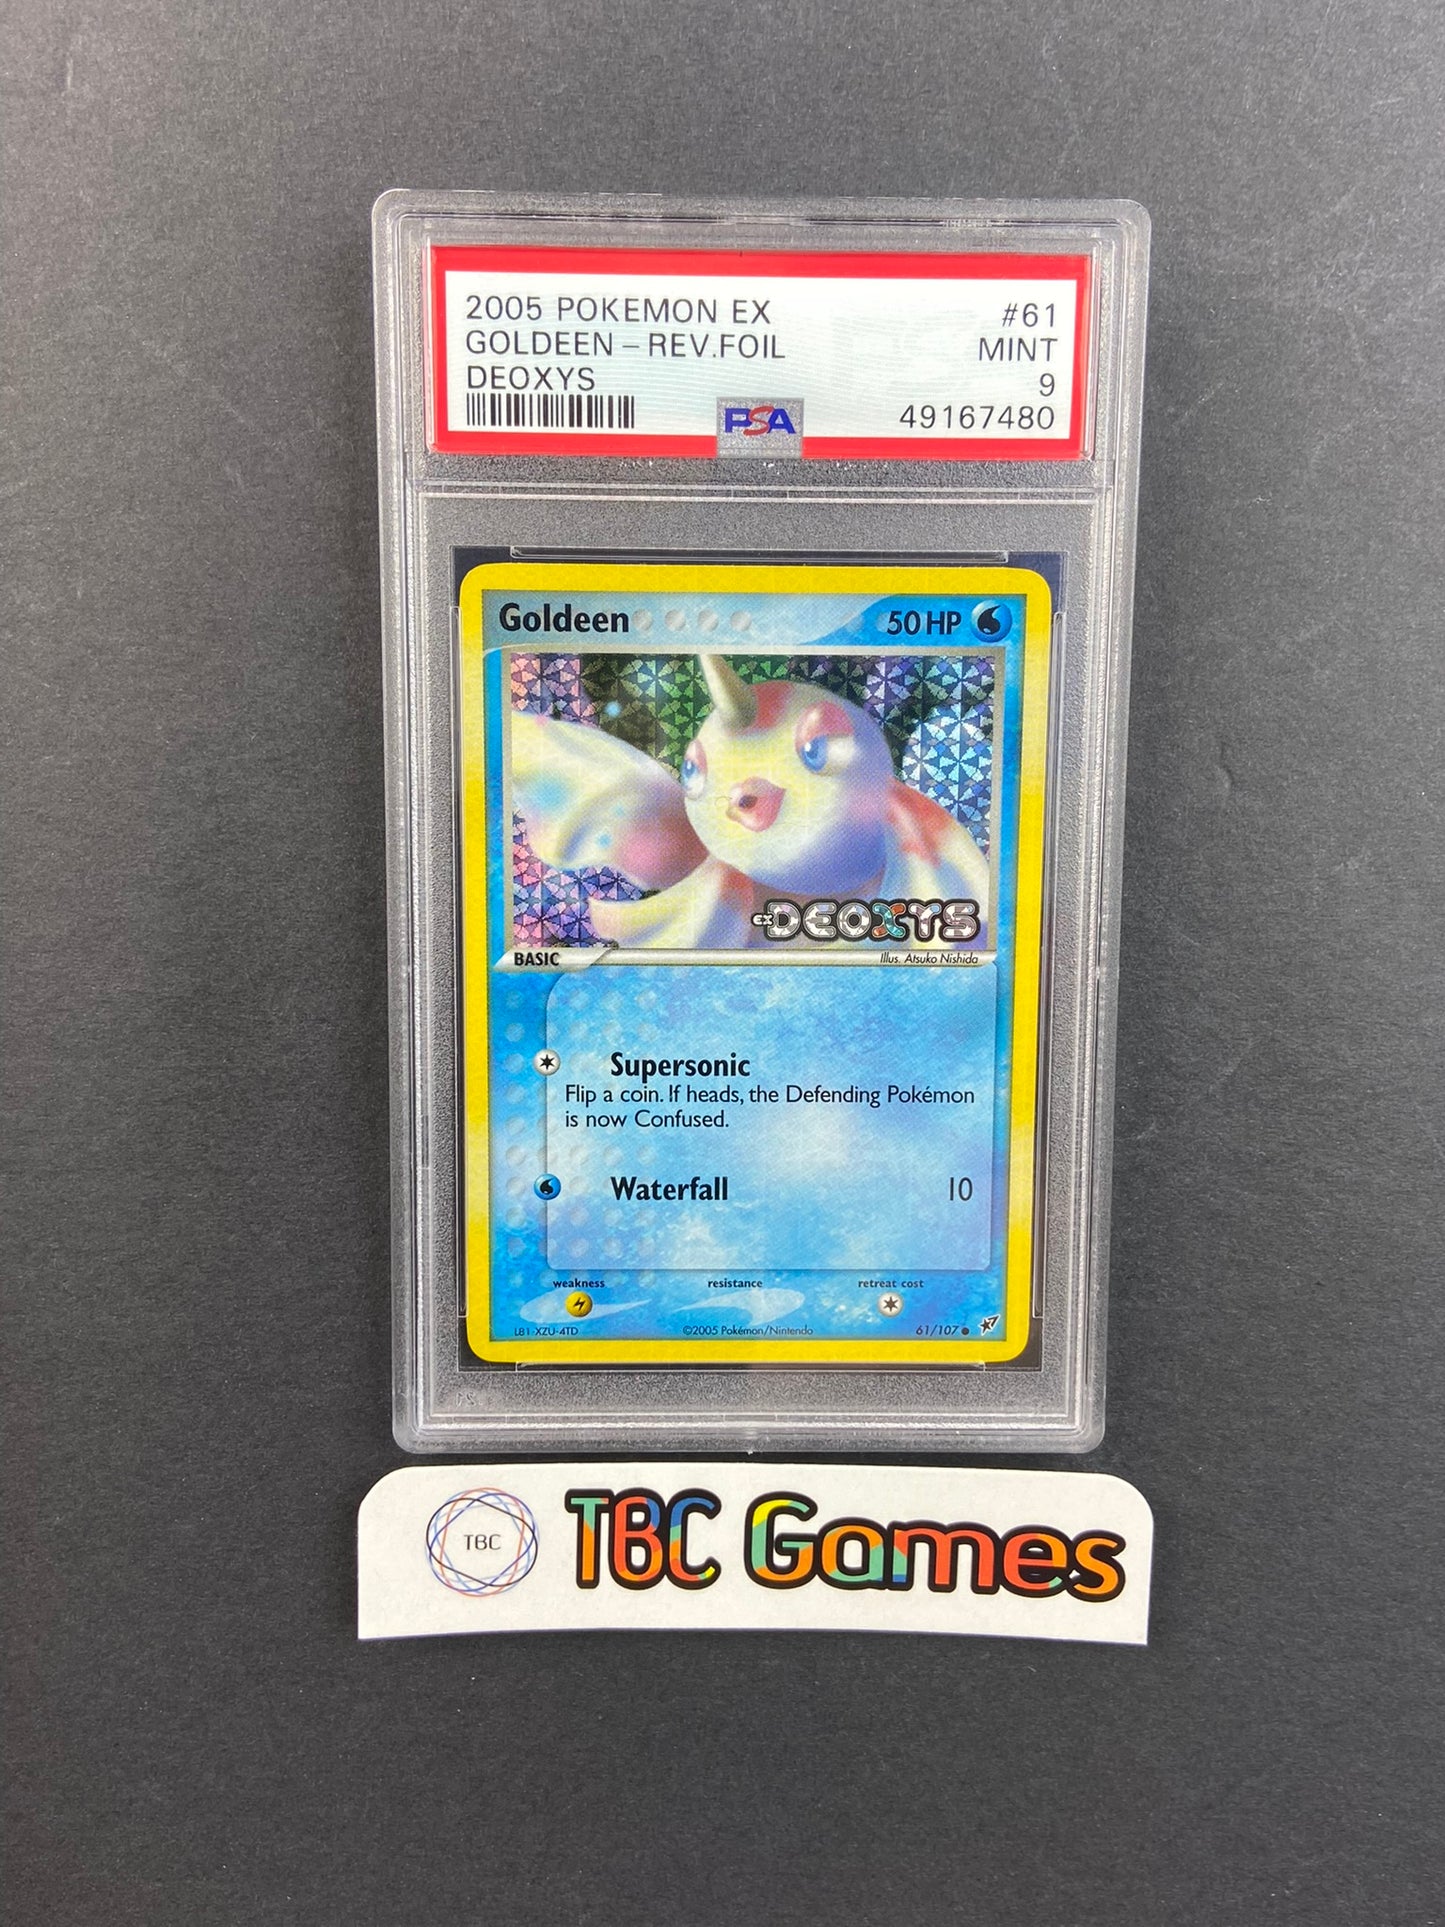 2005 POKEMON EX #61
GOLDEEN - REV.FOIL MINT
DEOXYS 9
PSA 49167480
Goldeen 50 HP
ex DEOXYS
BASIC Illus. Atsuko Nishida
Supersonic
Flip a coin. If heads, the Defending Pokémon
is now Confused.
Waterfall 10
weakness resistance retreat cost
LB1-XZU-4TD ©2005 Pokémon/Nintendo 61/107
TBC TBC Games